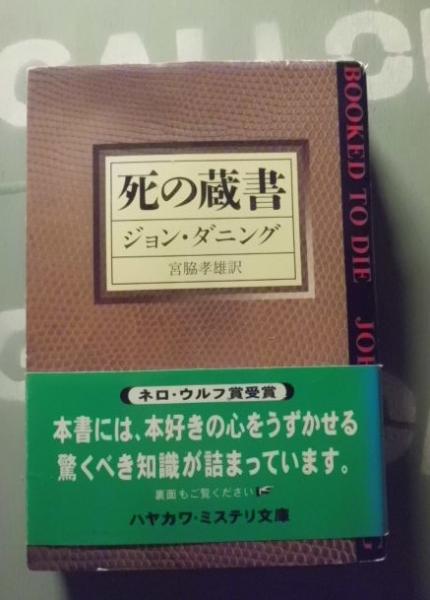 GALLO
死の蔵書
ジョン・ダニング
宮脇孝雄訳
BOOKED TO DIE
ネロ・ウルフ賞受賞
本書には、本好きの心をうずかせる
驚くべき知識が詰まっています。
裏面もご覧ください☞
ハヤカワ・ミステリ文庫